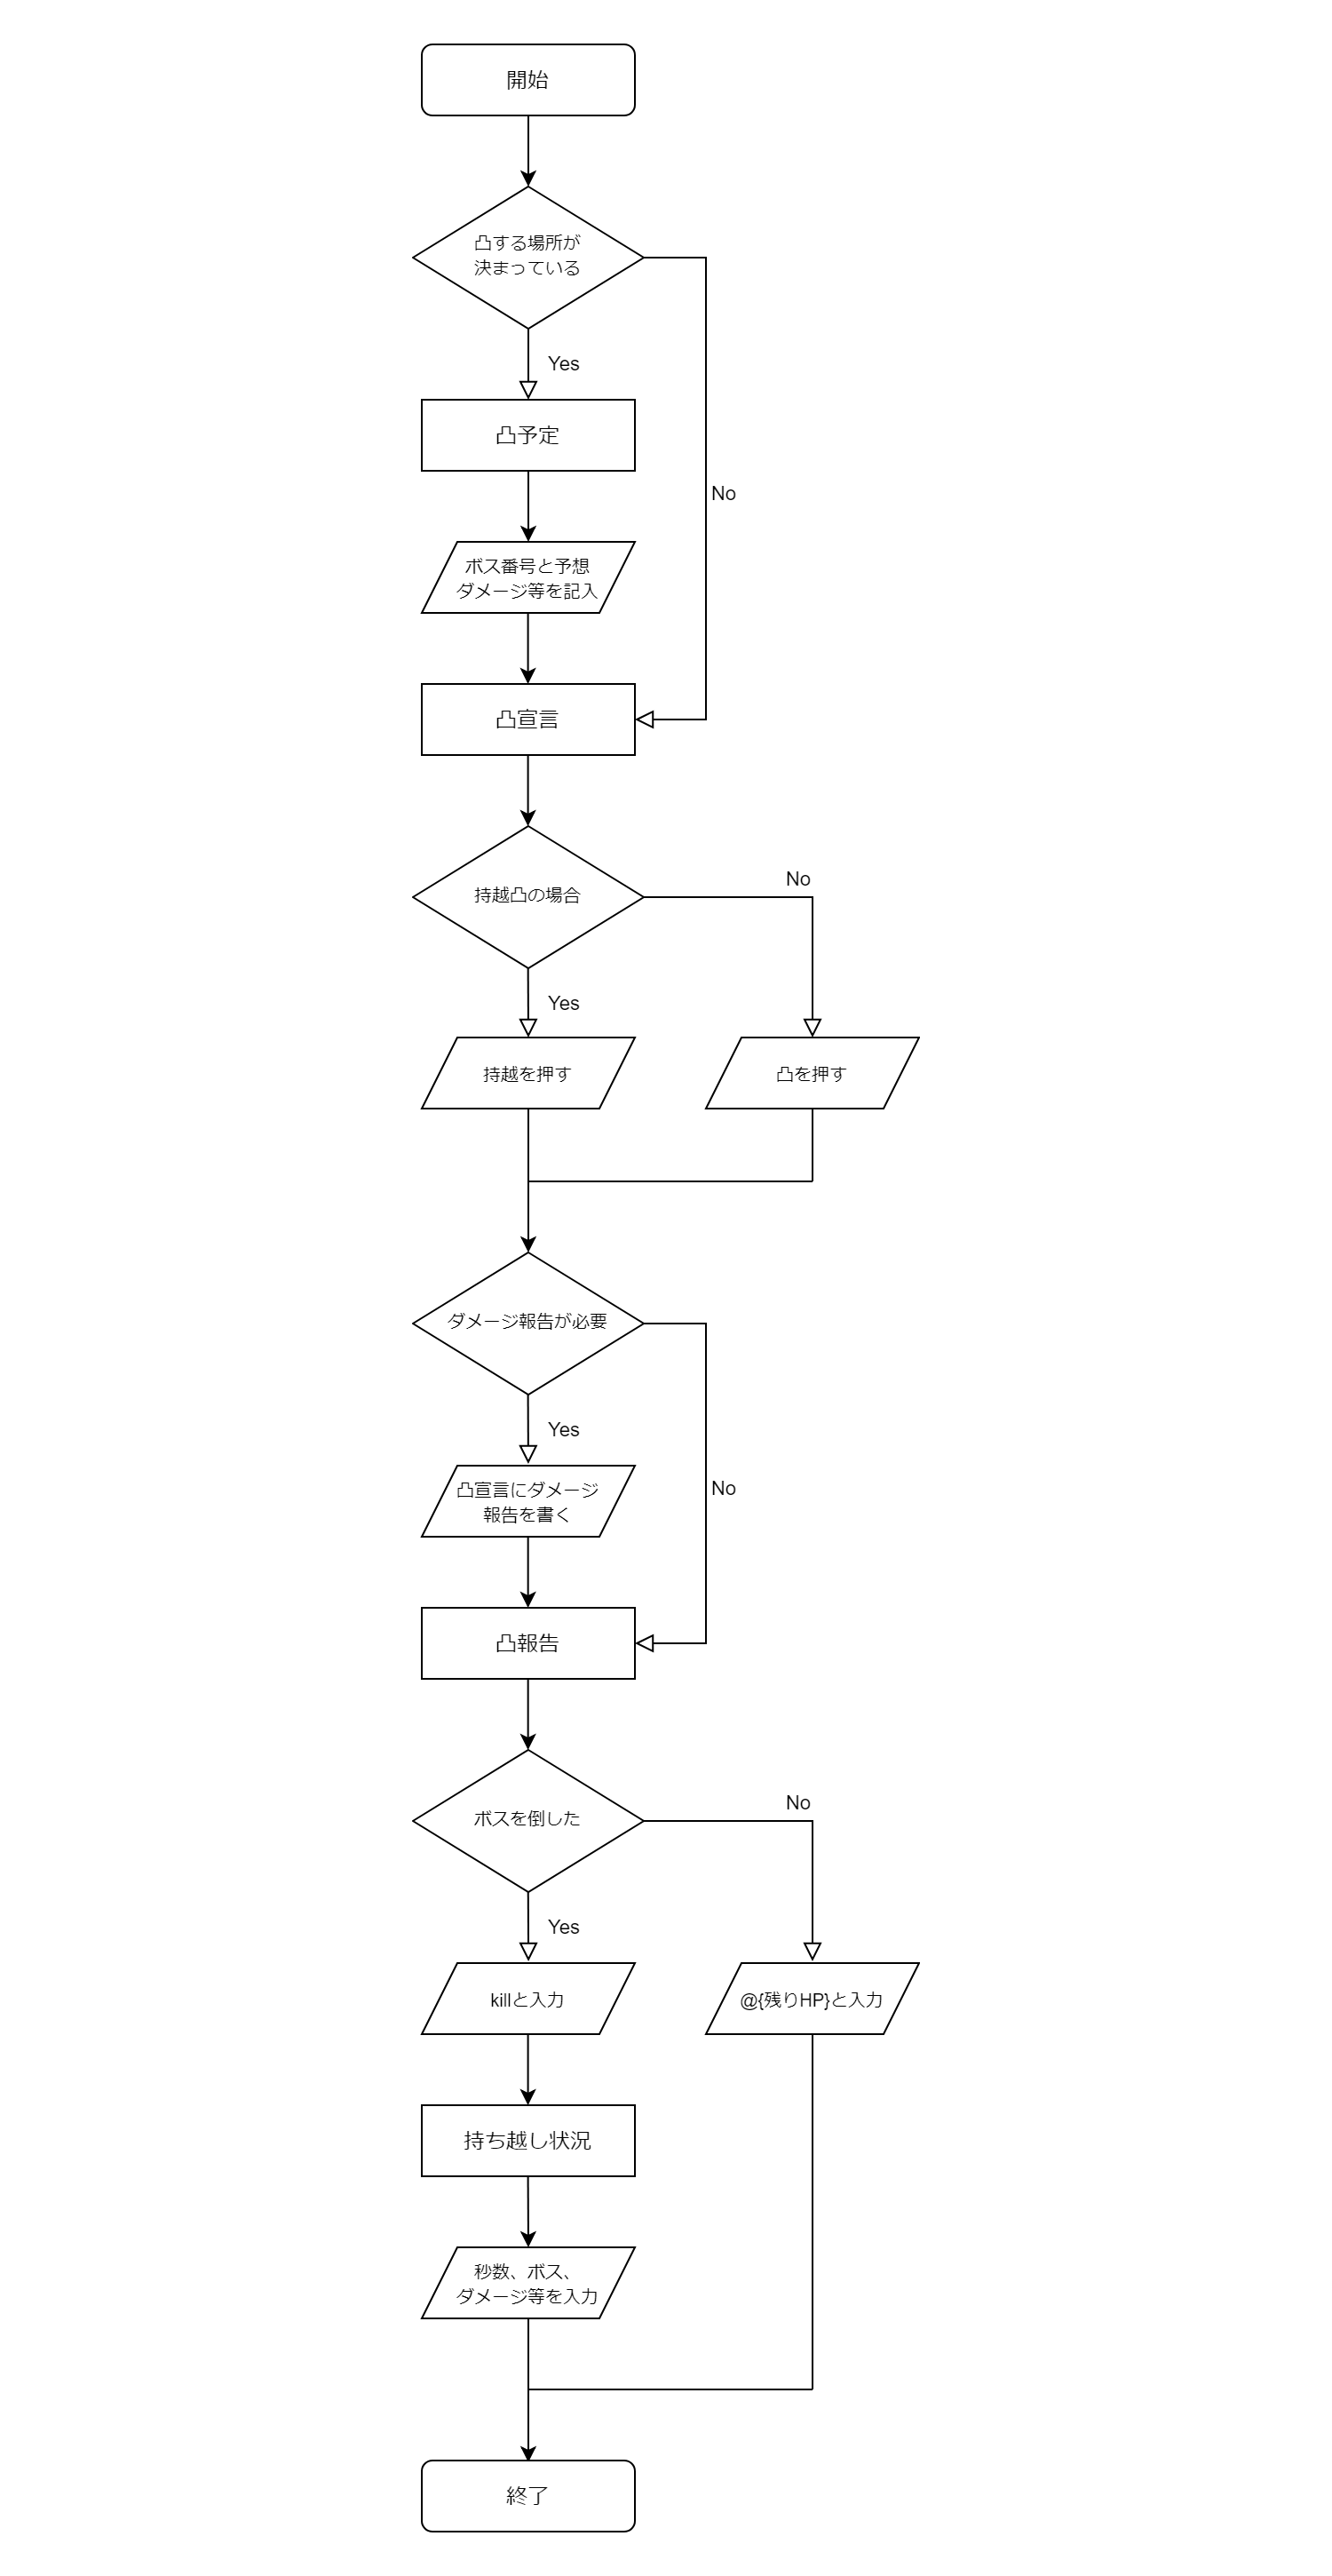 開始
凸する場所が
決まっている
Yes
凸予定
No
ボス番号と予想
ダメージ等を記入
凸宣言
持越凸の場合
No
Yes
持越を押す
凸を押す
ダメージ報告が必要
Yes
凸宣言にダメージ
報告を書く
No
凸報告
ボスを倒した
No
Yes
killと入力
@{残りHP}と入力
持ち越し状況
秒数、ボス、
ダメージ等を入力
終了